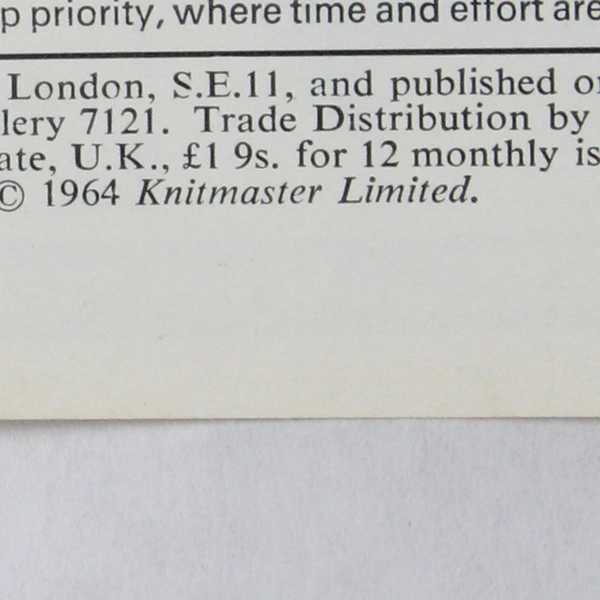 p priority, where time and effort are
London, S.E.11, and published o
lery 7121. Trade Distribution by
ate, U.K., £1 9s. for 12 monthly is
© 1964 Knitmaster Limited.